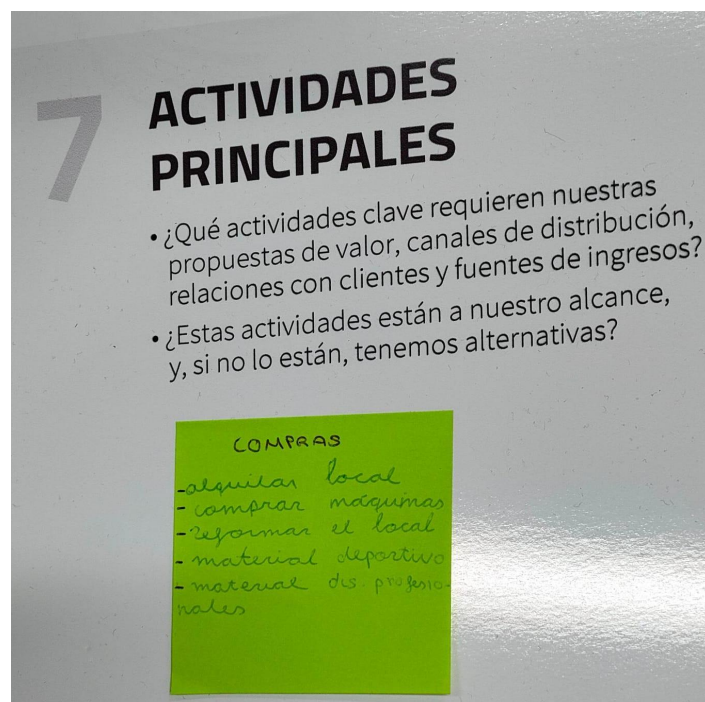 7
ACTIVIDADES
PRINCIPALES
• ¿Qué actividades clave requieren nuestras
propuestas de valor, canales de distribución,
relaciones con clientes y fuentes de ingresos?
• ¿Estas actividades están a nuestro alcance,
y, si no lo están, tenemos alternativas?
COMPRAS
-alquilar local
- comprar máquinas
- reformar el local
- material deportivo
- material dis. profesio-
nales